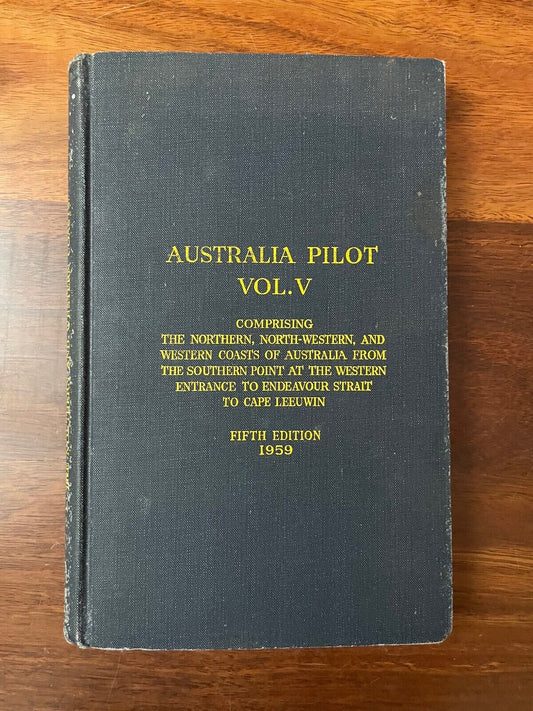 AUSTRALIA PILOT
VOL.V
COMPRISING
THE NORTHERN, NORTH-WESTERN, AND
WESTERN COASTS OF AUSTRALIA FROM
THE SOUTHERN POINT AT THE WESTERN
ENTRANCE TO ENDEAVOUR STRAIT
TO CAPE LEEUWIN
FIFTH EDITION
1959